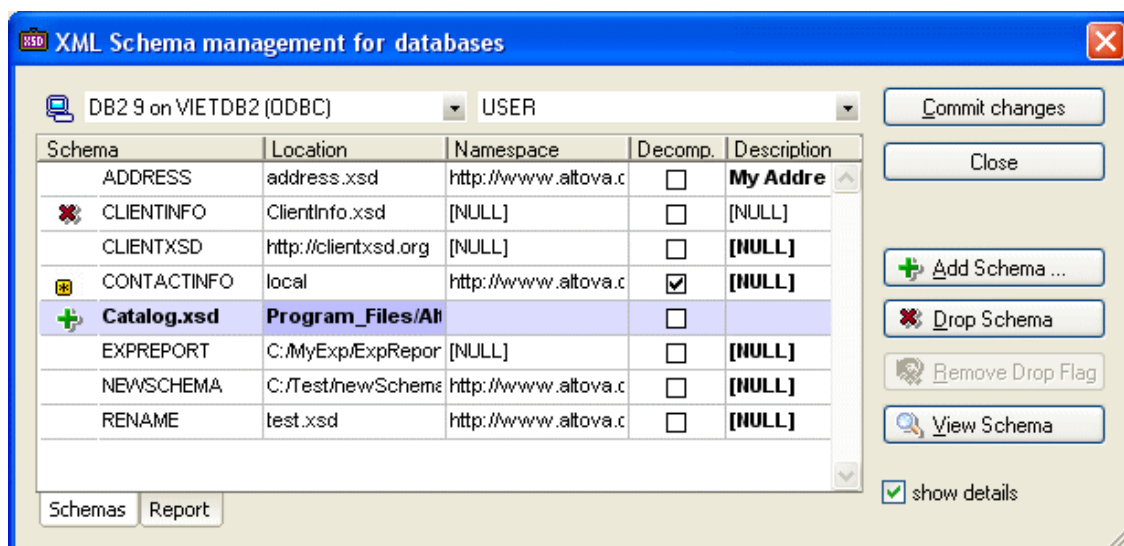 XSD XML Schema management for databases
DB2 9 on VIETDB2 (ODBC) USER Commit changes
Schema Location Namespace Decomp. Description
Close
ADDRESS address.xsd http://www.altova.c My Addre
CLIENTINFO ClientInfo.xsd [NULL] [NULL]
CLIENTXSD http://clientxsd.org [NULL] [NULL]
CONTACTINFO local http://www.altova.c [NULL] Add Schema ...
Catalog.xsd Program_Files/Alt Drop Schema
EXPREPORT C:/MyExp/ExpRepor [NULL] [NULL] Remove Drop Flag
NEWSCHEMA C:/Test/newSchema http://www.altova.c [NULL]
RENAME test.xsd http://www.altova.c [NULL] View Schema
show details
Schemas Report